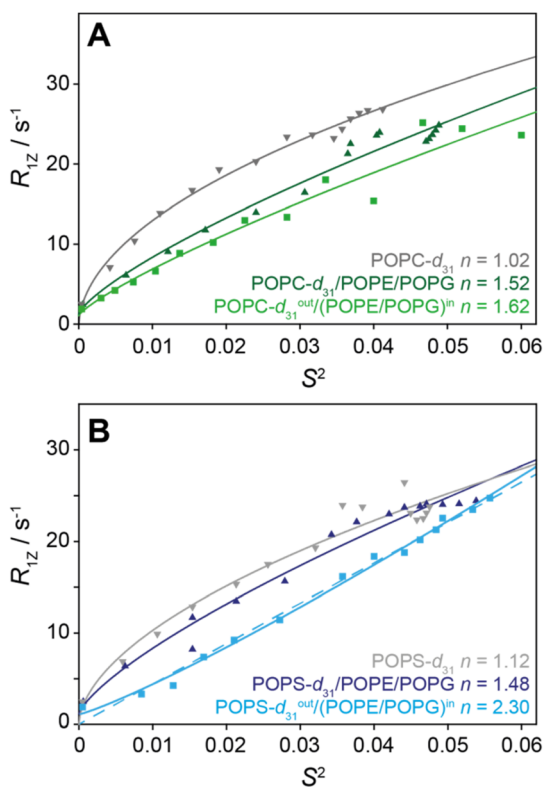 A
30
20
10
0
R1Z / s-1
POPC-d31 n = 1.02
POPC-d31/POPE/POPG n = 1.52
POPC-d31out/(POPE/POPG)in n = 1.62
0 0.01 0.02 0.03 0.04 0.05 0.06
S2
B
30
20
10
0
R1Z / s-1
POPS-d31 n = 1.12
POPS-d31/POPE/POPG n = 1.48
POPS-d31out/(POPE/POPG)in n = 2.30
0 0.01 0.02 0.03 0.04 0.05 0.06
S2